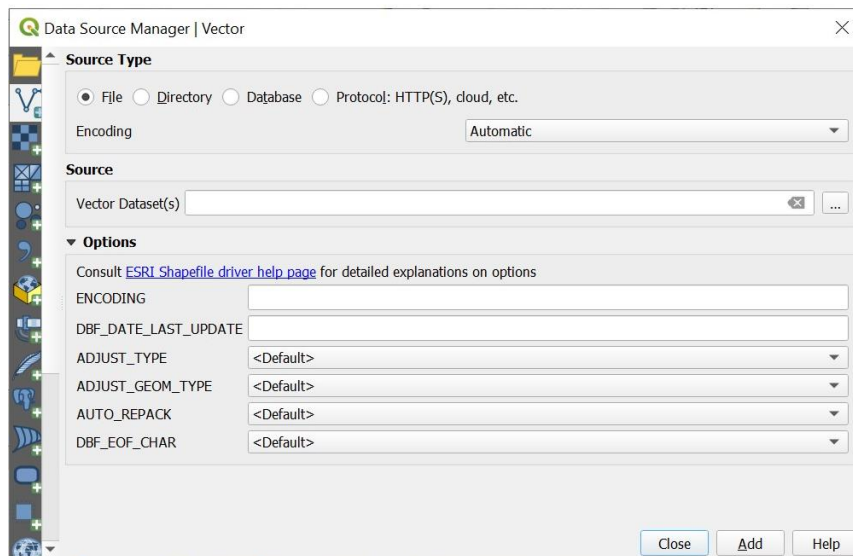 Data Source Manager | Vector
Source Type
File Directory Database Protocol: HTTP(S), cloud, etc.
Encoding Automatic
Source
Vector Dataset(s) ...
Options
Consult ESRI Shapefile driver help page for detailed explanations on options
ENCODING
DBF_DATE_LAST_UPDATE
ADJUST_TYPE <Default>
ADJUST_GEOM_TYPE <Default>
AUTO_REPACK <Default>
DBF_EOF_CHAR <Default>
Close Add Help